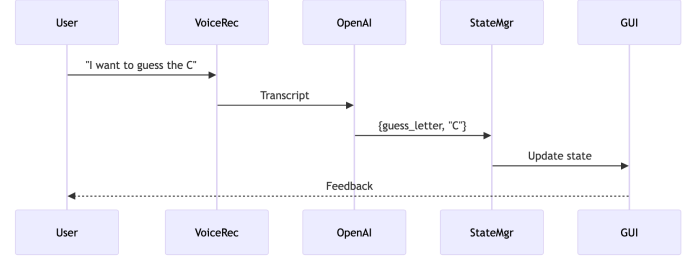 User VoiceRec OpenAI StateMgr GUI
"I want to guess the C"
Transcript
{guess_letter, "C"}
Update state
Feedback
User VoiceRec OpenAI StateMgr GUI